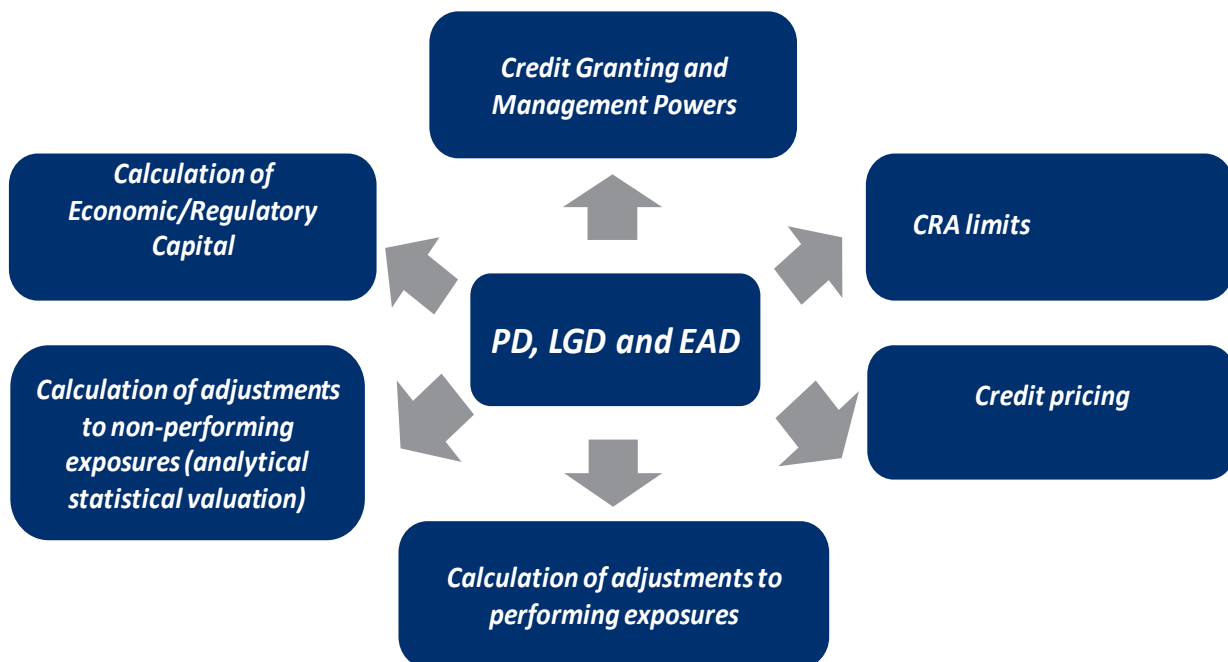 Credit Granting and
Management Powers
Calculation of
Economic/Regulatory
Capital
CRA limits
PD, LGD and EAD
Calculation of adjustments
to non-performing
exposures (analytical
statistical valuation)
Credit pricing
Calculation of adjustments to
performing exposures